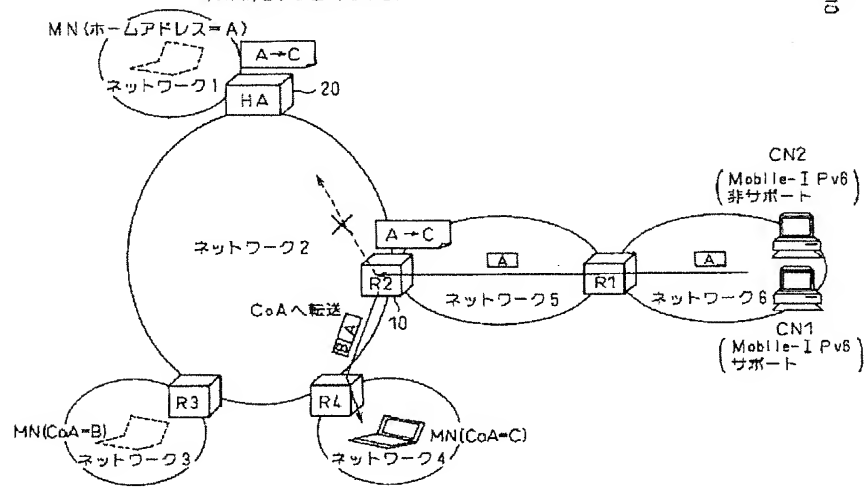 MN(ホームアドレス=A)
A→C
ネットワーク1
HA
20
CN2
(Mobile-IPv6
非サポート)
ネットワーク2
A→C
A
A
R2
R1
ネットワーク5
ネットワーク6
CoAへ転送
10
B A
CN1
(Mobile-IPv6
サポート)
R3
R4
MN(CoA=B)
ネットワーク3
MN(CoA=C)
ネットワーク4